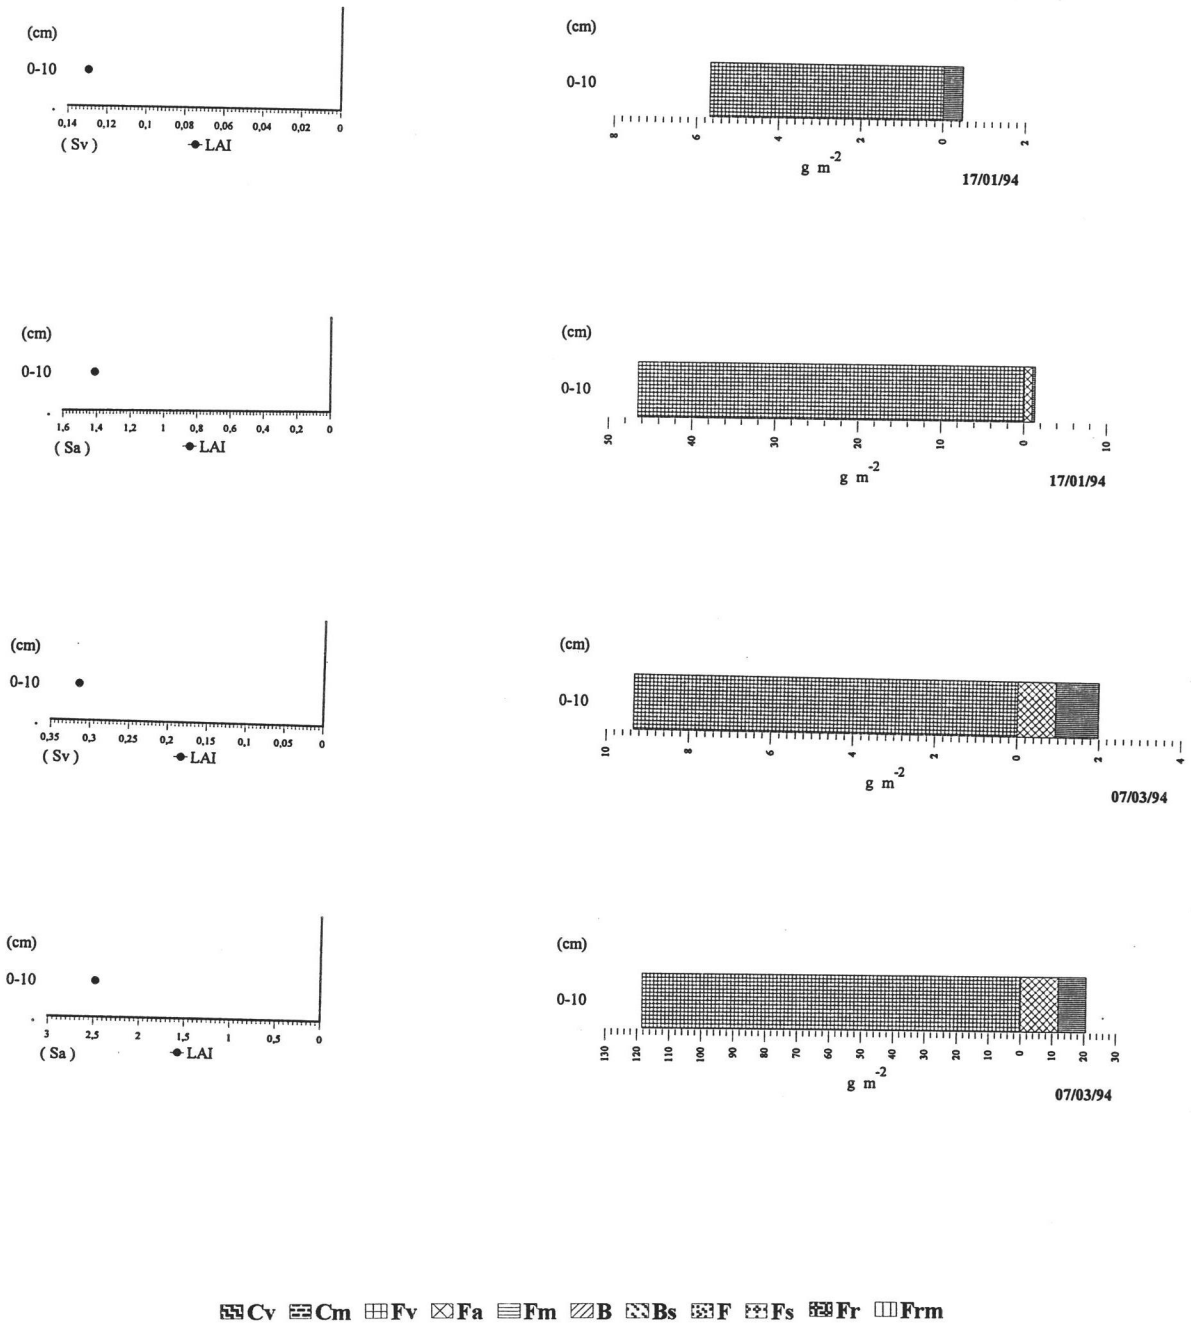 (cm)
0-10
0,14 0,12 0,1 0,08 0,06 0,04 0,02 0
( Sv )
LAI
(cm)
0-10
8 6 4 2 0 2
g m-2
17/01/94
(cm)
0-10
1,6 1,4 1,2 1 0,8 0,6 0,4 0,2 0
( Sa )
LAI
(cm)
0-10
50 40 30 20 10 0 10
g m-2
17/01/94
(cm)
0-10
0,35 0,3 0,25 0,2 0,15 0,1 0,05 0
( Sv )
LAI
(cm)
0-10
10 8 6 4 2 0 2 4
g m-2
07/03/94
(cm)
0-10
3 2,5 2 1,5 1 0,5 0
( Sa )
LAI
(cm)
0-10
130 120 110 100 90 80 70 60 50 40 30 20 10 0 10 20 30
g m-2
07/03/94
Cv Cm Fv Fa Fm B Bs F Fs Fr Frm